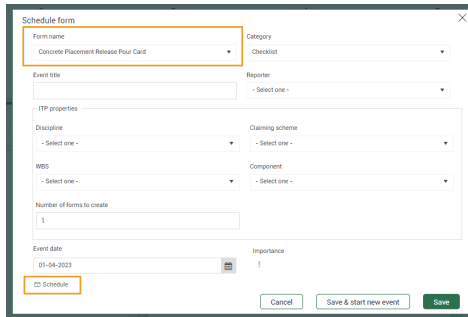 Schedule form
Form name
Category
Concrete Placement Release Pour Card
Checklist
Event title
Reporter
- Select one -
ITP properties
Discipline
Claiming scheme
- Select one -
- Select one -
WBS
Component
- Select one -
- Select one -
Number of forms to create
1
Event date
Importance
01-04-2023
!
Schedule
Cancel
Save & start new event
Save